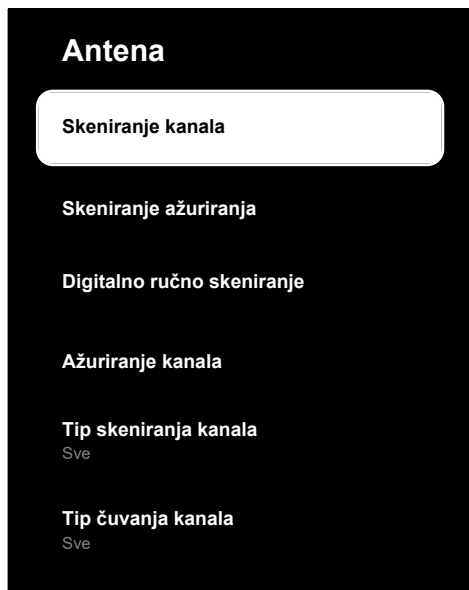 Antena
Skeniranje kanala
Skeniranje ažuriranja
Digitalno ručno skeniranje
Ažuriranje kanala
Tip skeniranja kanala
Sve
Tip čuvanja kanala
Sve